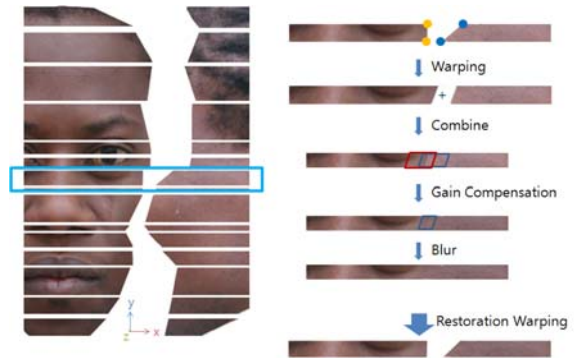 Warping
+
Combine
Gain Compensation
Blur
y
z
x
Restoration Warping